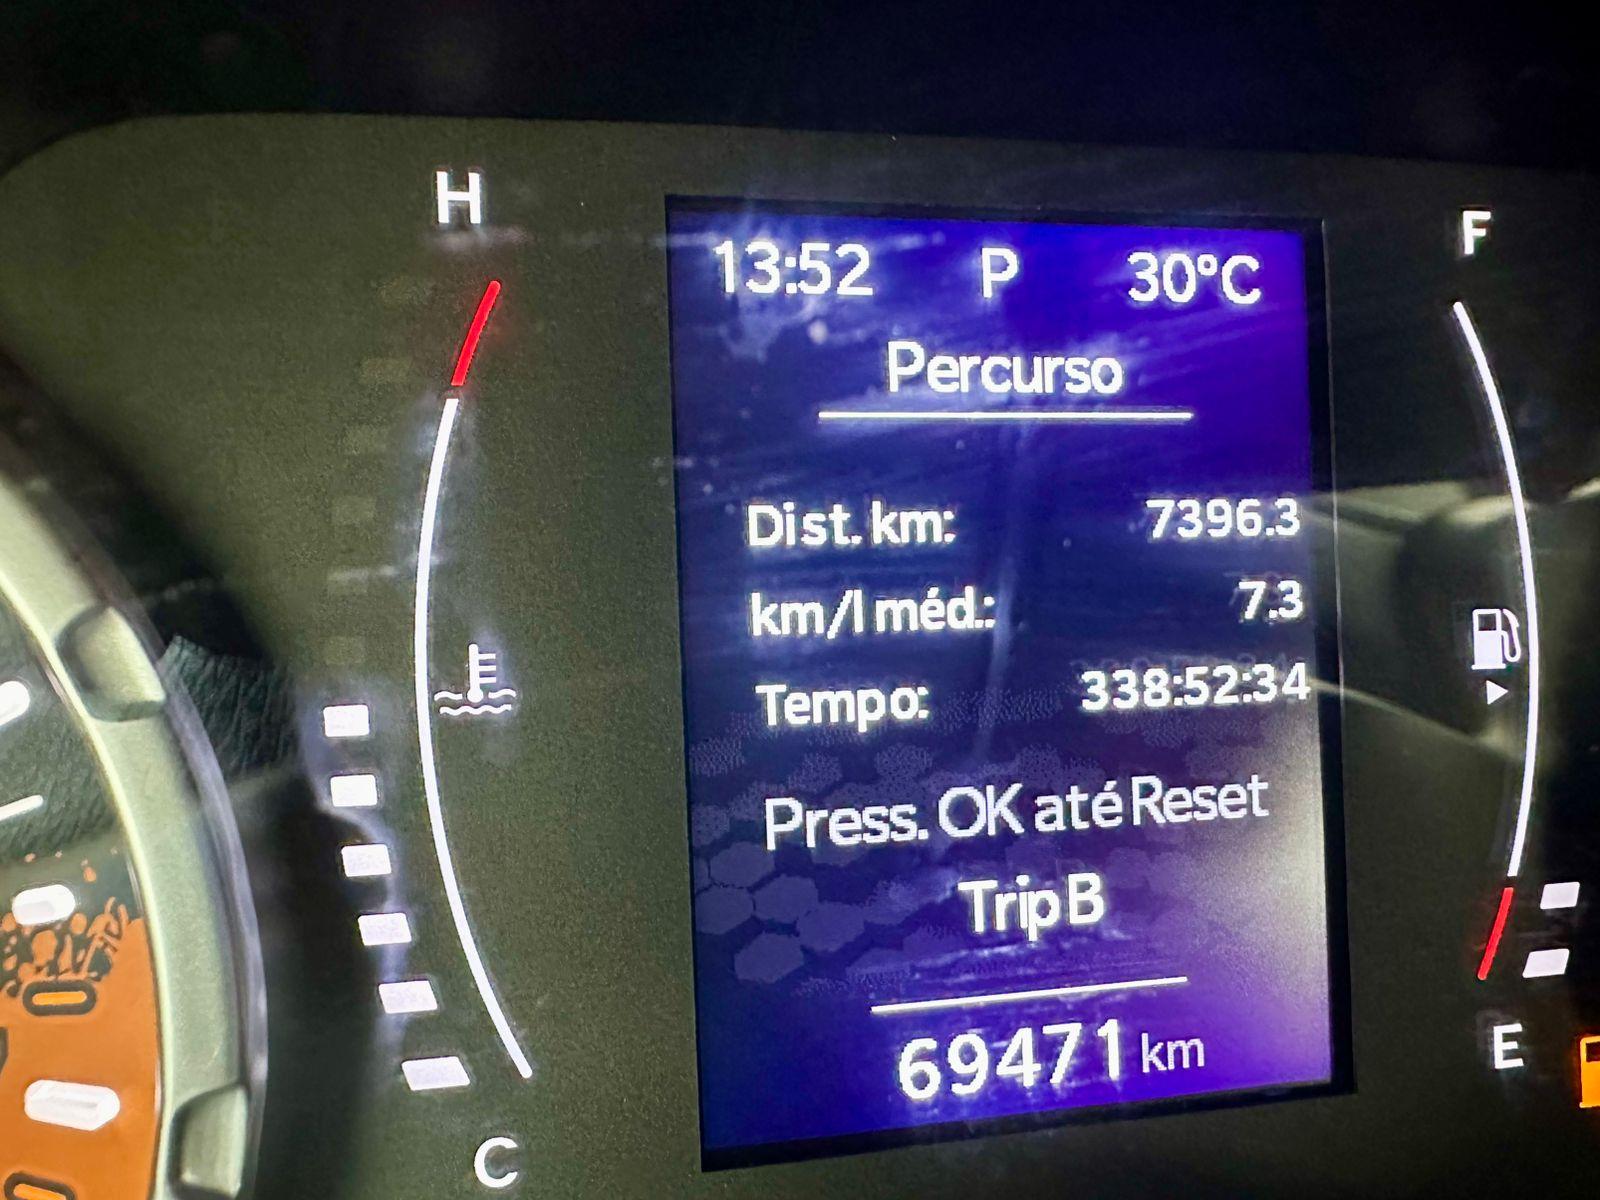 H
F
13:52 P 30°C
Percurso
Dist. km: 7396.3
km/l méd.: 7.3
Tempo: 338:52:34
Press. OK até Reset
Trip B
69471 km
E
C